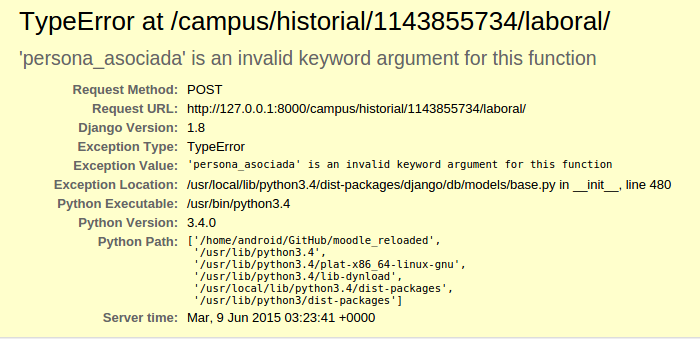 TypeError at /campus/historial/1143855734/laboral/
'persona_asociada' is an invalid keyword argument for this function
Request Method: POST
Request URL: http://127.0.0.1:8000/campus/historial/1143855734/laboral/
Django Version: 1.8
Exception Type: TypeError
Exception Value: 'persona_asociada' is an invalid keyword argument for this function
Exception Location: /usr/local/lib/python3.4/dist-packages/django/db/models/base.py in __init__, line 480
Python Executable: /usr/bin/python3.4
Python Version: 3.4.0
Python Path: ['/home/android/GitHub/moodle_reloaded',
'/usr/lib/python3.4',
'/usr/lib/python3.4/plat-x86_64-linux-gnu',
'/usr/lib/python3.4/lib-dynload',
'/usr/local/lib/python3.4/dist-packages',
'/usr/lib/python3/dist-packages']
Server time: Mar, 9 Jun 2015 03:23:41 +0000